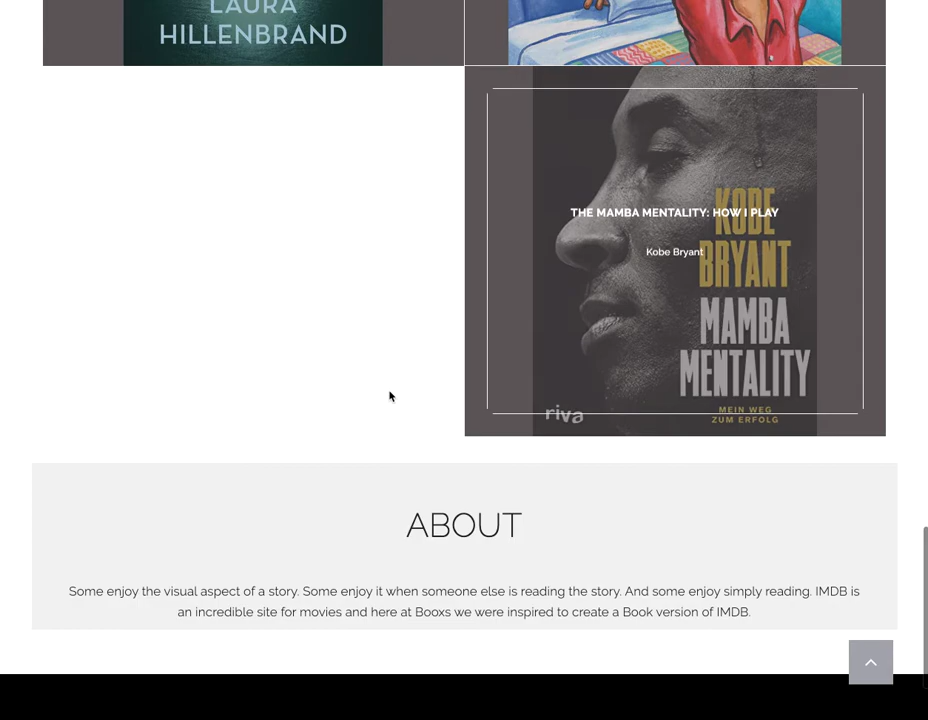 LAURA
HILLENBRAND
THE MAMBA MENTALITY: HOW I PLAY
Kobe Bryant
KOBE
BRYANT
MAMBA
MENTALITY
MEIN WEG
ZUM ERFOLG
riva
ABOUT
Some enjoy the visual aspect of a story. Some enjoy it when someone else is reading the story. And some enjoy simply reading. IMDB is
an incredible site for movies and here at Booxs we were inspired to create a Book version of IMDB.